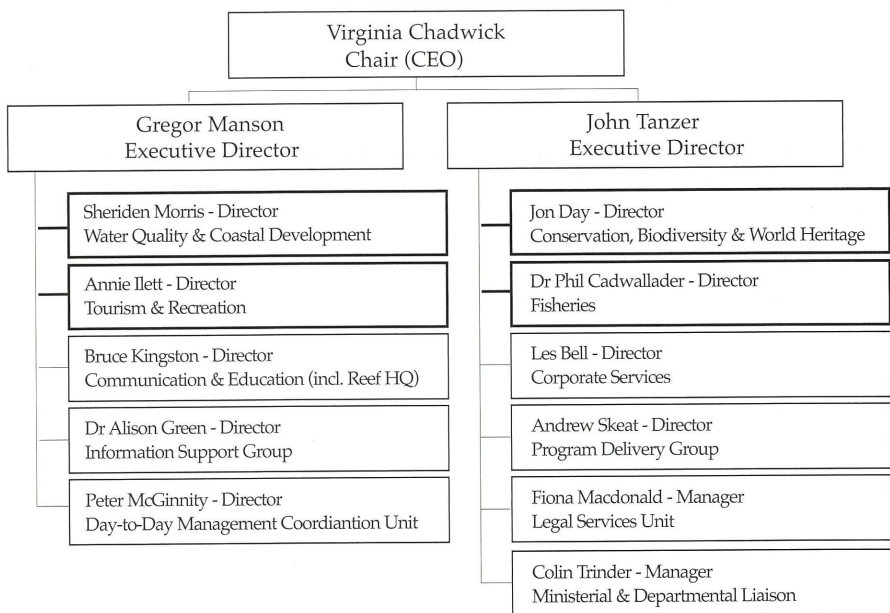 Virginia Chadwick
Chair (CEO)
Gregor Manson
Executive Director
Sheriden Morris - Director
Water Quality & Coastal Development
Annie Ilett - Director
Tourism & Recreation
Bruce Kingston - Director
Communication & Education (incl. Reef HQ)
Dr Alison Green - Director
Information Support Group
Peter McGinnity - Director
Day-to-Day Management Coordiantion Unit
John Tanzer
Executive Director
Jon Day - Director
Conservation, Biodiversity & World Heritage
Dr Phil Cadwallader - Director
Fisheries
Les Bell - Director
Corporate Services
Andrew Skeat - Director
Program Delivery Group
Fiona Macdonald - Manager
Legal Services Unit
Colin Trinder - Manager
Ministerial & Departmental Liaison